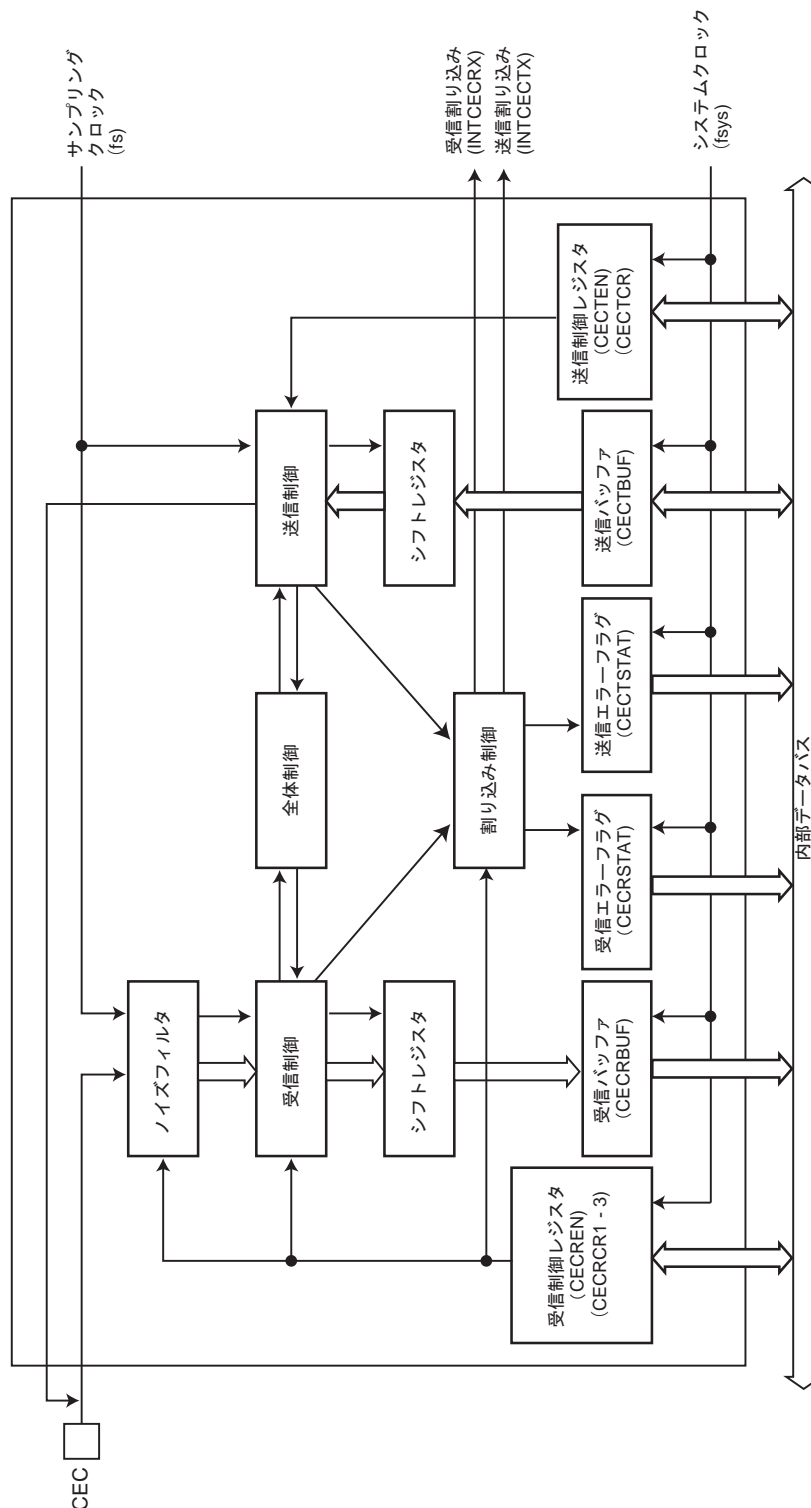 CEC
サンプリング
クロック
(fs)
ノイズフィルタ
受信制御
全体制御
送信制御
シフトレジスタ
シフトレジスタ
割り込み制御
受信割り込み
(INTCECRX)
送信割り込み
(INTCECTX)
受信制御レジスタ
(CECREN)
(CECRCR1 - 3)
受信バッファ
(CECRBUF)
受信エラーフラグ
(CECRSTAT)
送信エラーフラグ
(CECTSTAT)
送信バッファ
(CECTBUF)
送信制御レジスタ
(CECTEN)
(CECTCR)
システムクロック
(fsys)
内部データバス